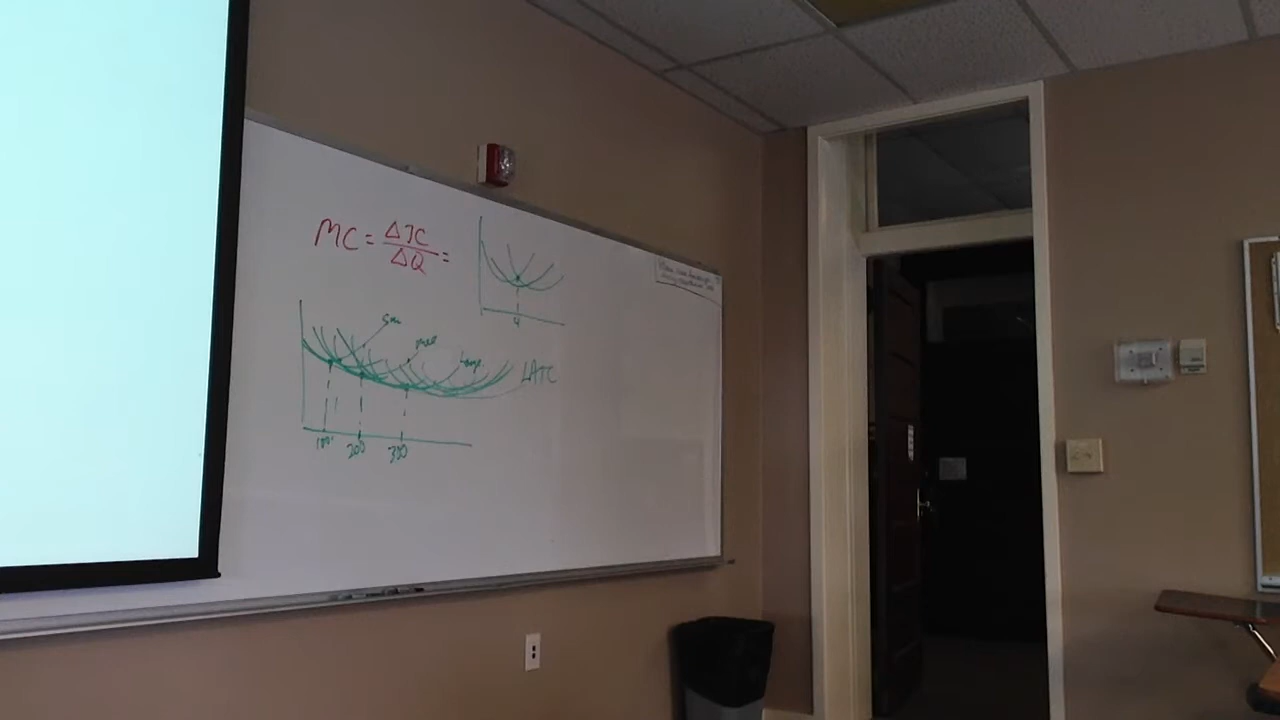 MC = ΔTC
ΔQ =
Q
Sm
Med
Large
LATC
100 200 300